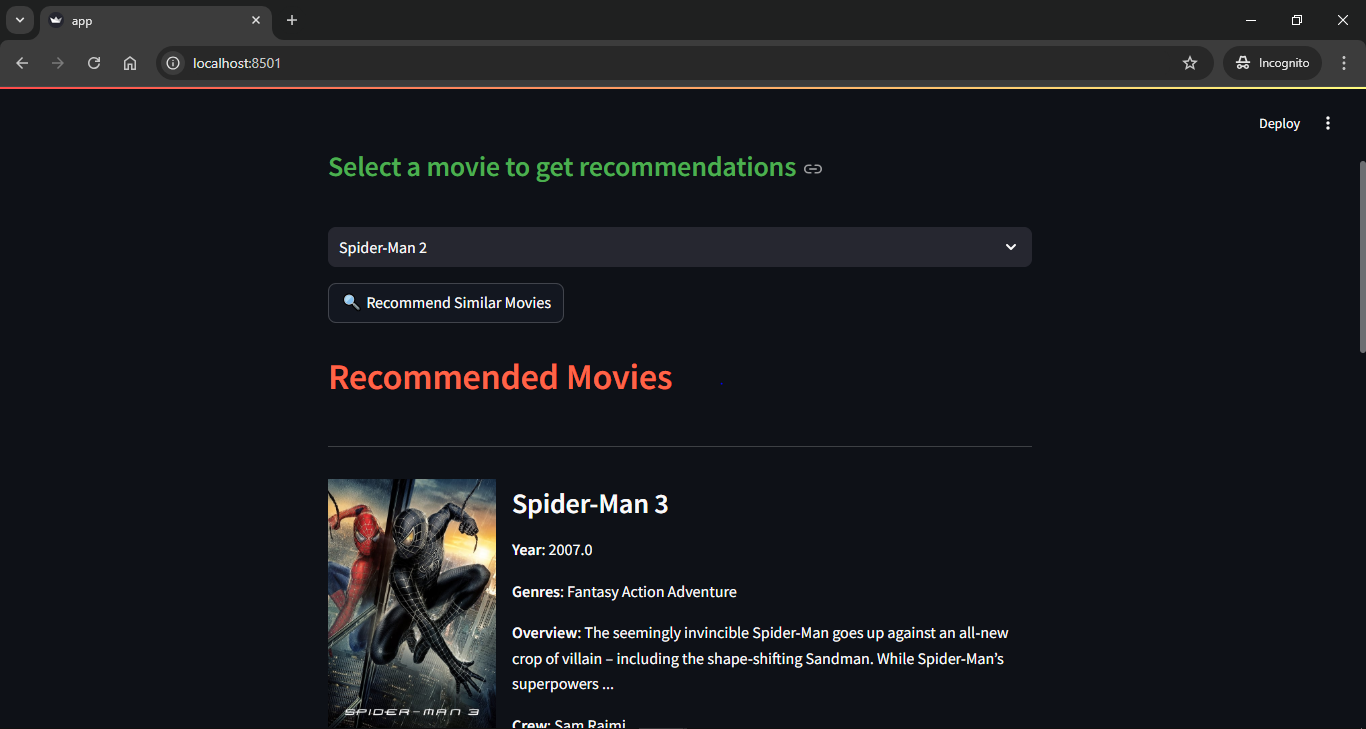 app
localhost:8501
Incognito
Deploy
Select a movie to get recommendations
Spider-Man 2
🔍 Recommend Similar Movies
Recommended Movies
Spider-Man 3
Year: 2007.0
Genres: Fantasy Action Adventure
Overview: The seemingly invincible Spider-Man goes up against an all-new
crop of villain – including the shape-shifting Sandman. While Spider-Man's
superpowers ...
SPIDER-MAN 3
Crew: Sam Raimi